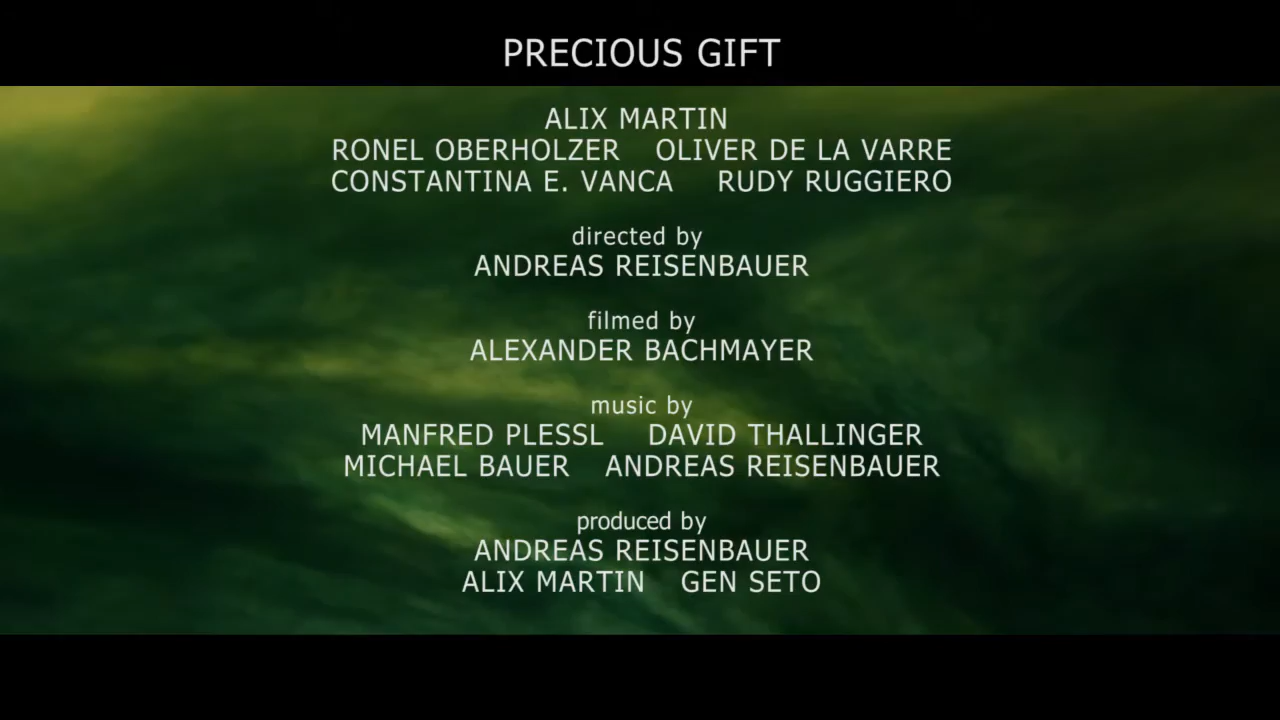 PRECIOUS GIFT
ALIX MARTIN
RONEL OBERHOLZER OLIVER DE LA VARRE
CONSTANTINA E. VANCA RUDY RUGGIERO
directed by
ANDREAS REISENBAUER
filmed by
ALEXANDER BACHMAYER
music by
MANFRED PLESSL DAVID THALLINGER
MICHAEL BAUER ANDREAS REISENBAUER
produced by
ANDREAS REISENBAUER
ALIX MARTIN GEN SETO